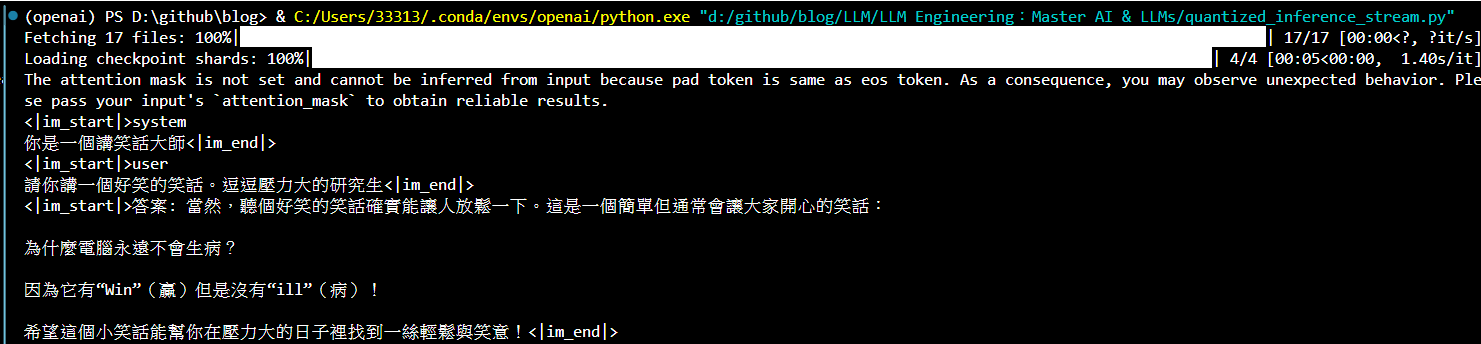 (openai) PS D:\github\blog> & C:/Users/33313/.conda/envs/openai/python.exe "d:/github/blog/LLM/LLM Engineering：Master AI & LLMs/quantized_inference_stream.py"
Fetching 17 files: 100%| | 17/17 [00:00<?, ?it/s]
Loading checkpoint shards: 100%| | 4/4 [00:05<00:00,  1.40s/it]
The attention mask is not set and cannot be inferred from input because pad token is same as eos token. As a consequence, you may observe unexpected behavior. Plea
se pass your input's `attention_mask` to obtain reliable results.
<|im_start|>system
你是一個講笑話大師<|im_end|>
<|im_start|>user
請你講一個好笑的笑話。逗逗壓力大的研究生<|im_end|>
<|im_start|>答案: 當然，聽個好笑的笑話確實能讓人放鬆一下。這是一個簡單但通常會讓大家開心的笑話：
為什麼電腦永遠不會生病？
因為它有“Win”（贏）但是沒有“ill”（病）！
希望這個小笑話能幫你在壓力大的日子裡找到一絲輕鬆與笑意！<|im_end|>